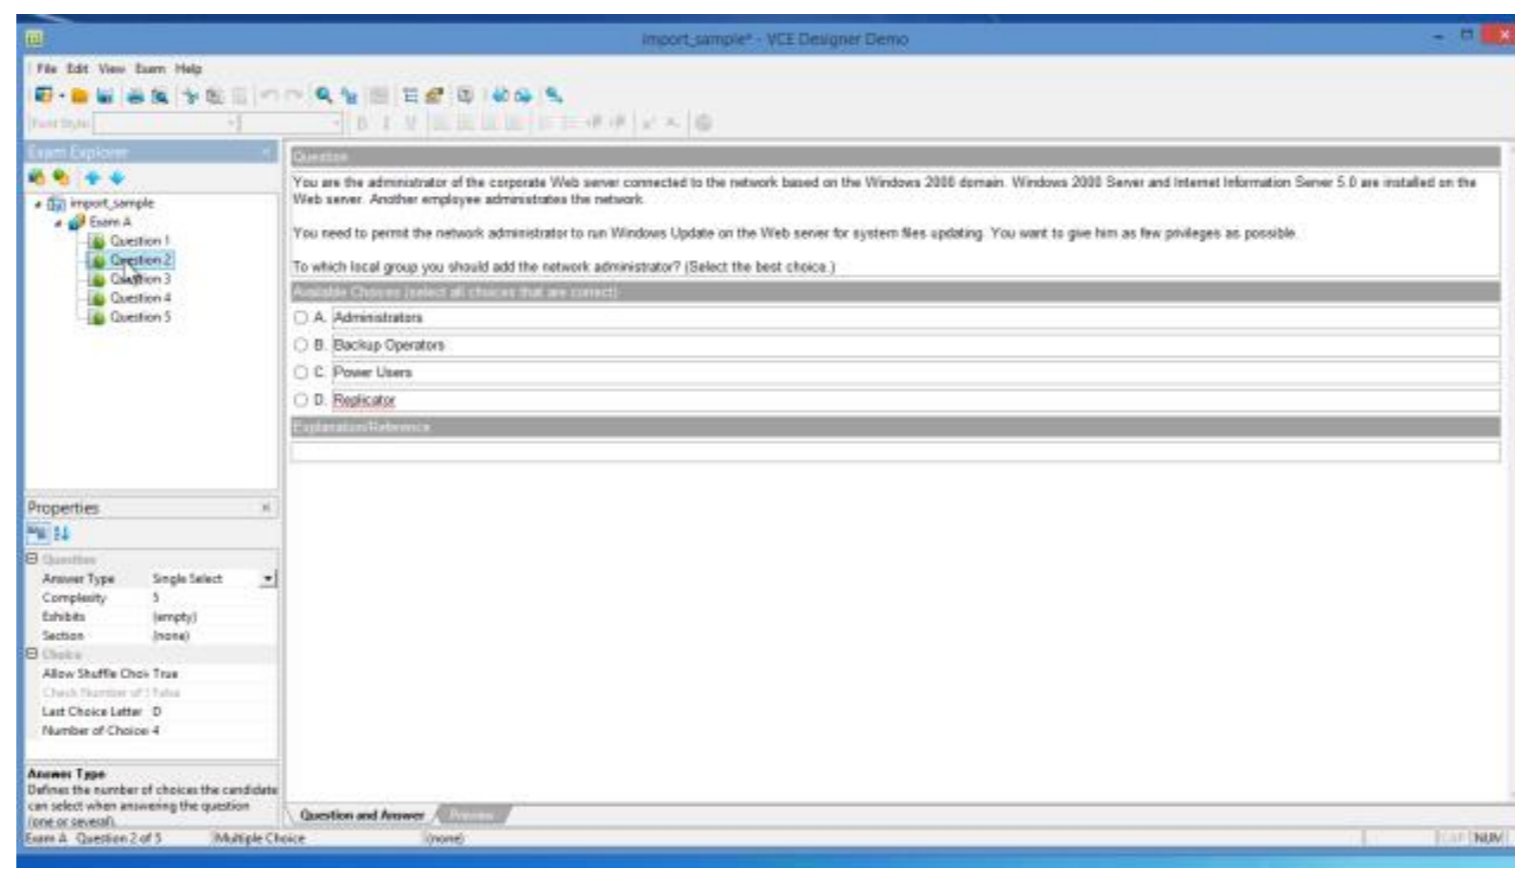 import_sample* - VCE Designer Demo
File Edit View Exam Help
Font Style
B I U
Exam Explorer
import_sample
Exam A
Question 1
Question 2
Question 3
Question 4
Question 5
Question
You are the administrator of the corporate Web server connected to the network based on the Windows 2000 domain. Windows 2000 Server and Internet Information Server 5.0 are installed on the
Web server. Another employee administrates the network.
You need to permit the network administrator to run Windows Update on the Web server for system files updating. You want to give him as few privileges as possible.
To which local group you should add the network administrator? (Select the best choice.)
Available Choices (select all choices that are correct)
A. Administrators
B. Backup Operators
C. Power Users
D. Replicator
Explanation/Reference
Properties
Question
Answer Type Single Select
Complexity 5
Exhibits (empty)
Section (none)
Choice
Allow Shuffle Choi True
Check Number of False
Last Choice Letter D
Number of Choice 4
Answer Type
Defines the number of choices the candidate
can select when answering the question
(one or several).
Question and Answer Preview
Exam A Question 2 of 5 Multiple Choice (none) CAP NUM